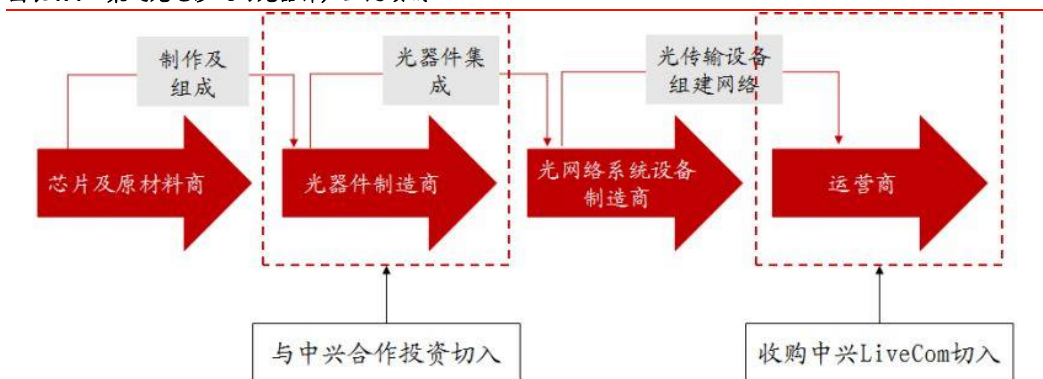 制作及
组成
光器件集
成
光传输设备
组建网络
芯片及原材料商
光器件制造商
光网络系统设备
制造商
运营商
与中兴合作投资切入
收购中兴LiveCom切入